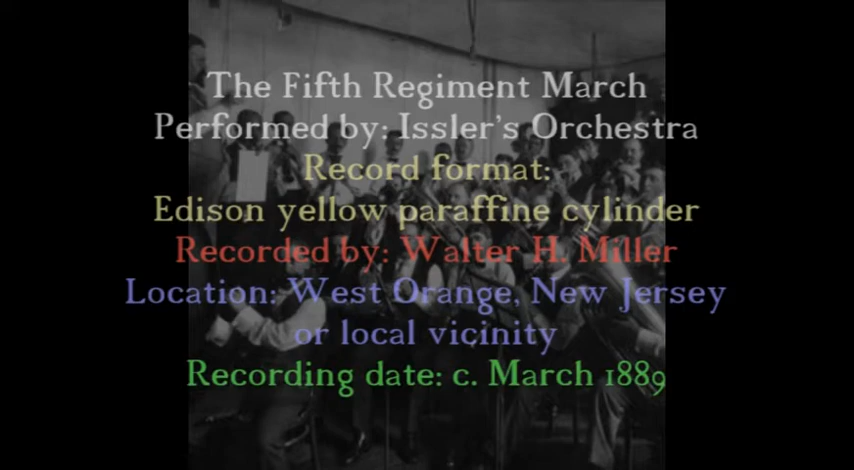 The Fifth Regiment March
Performed by: Issler's Orchestra
Record format:
Edison yellow paraffine cylinder
Recorded by: Walter H. Miller
Location: West Orange, New Jersey
or local vicinity
Recording date: c. March 1889